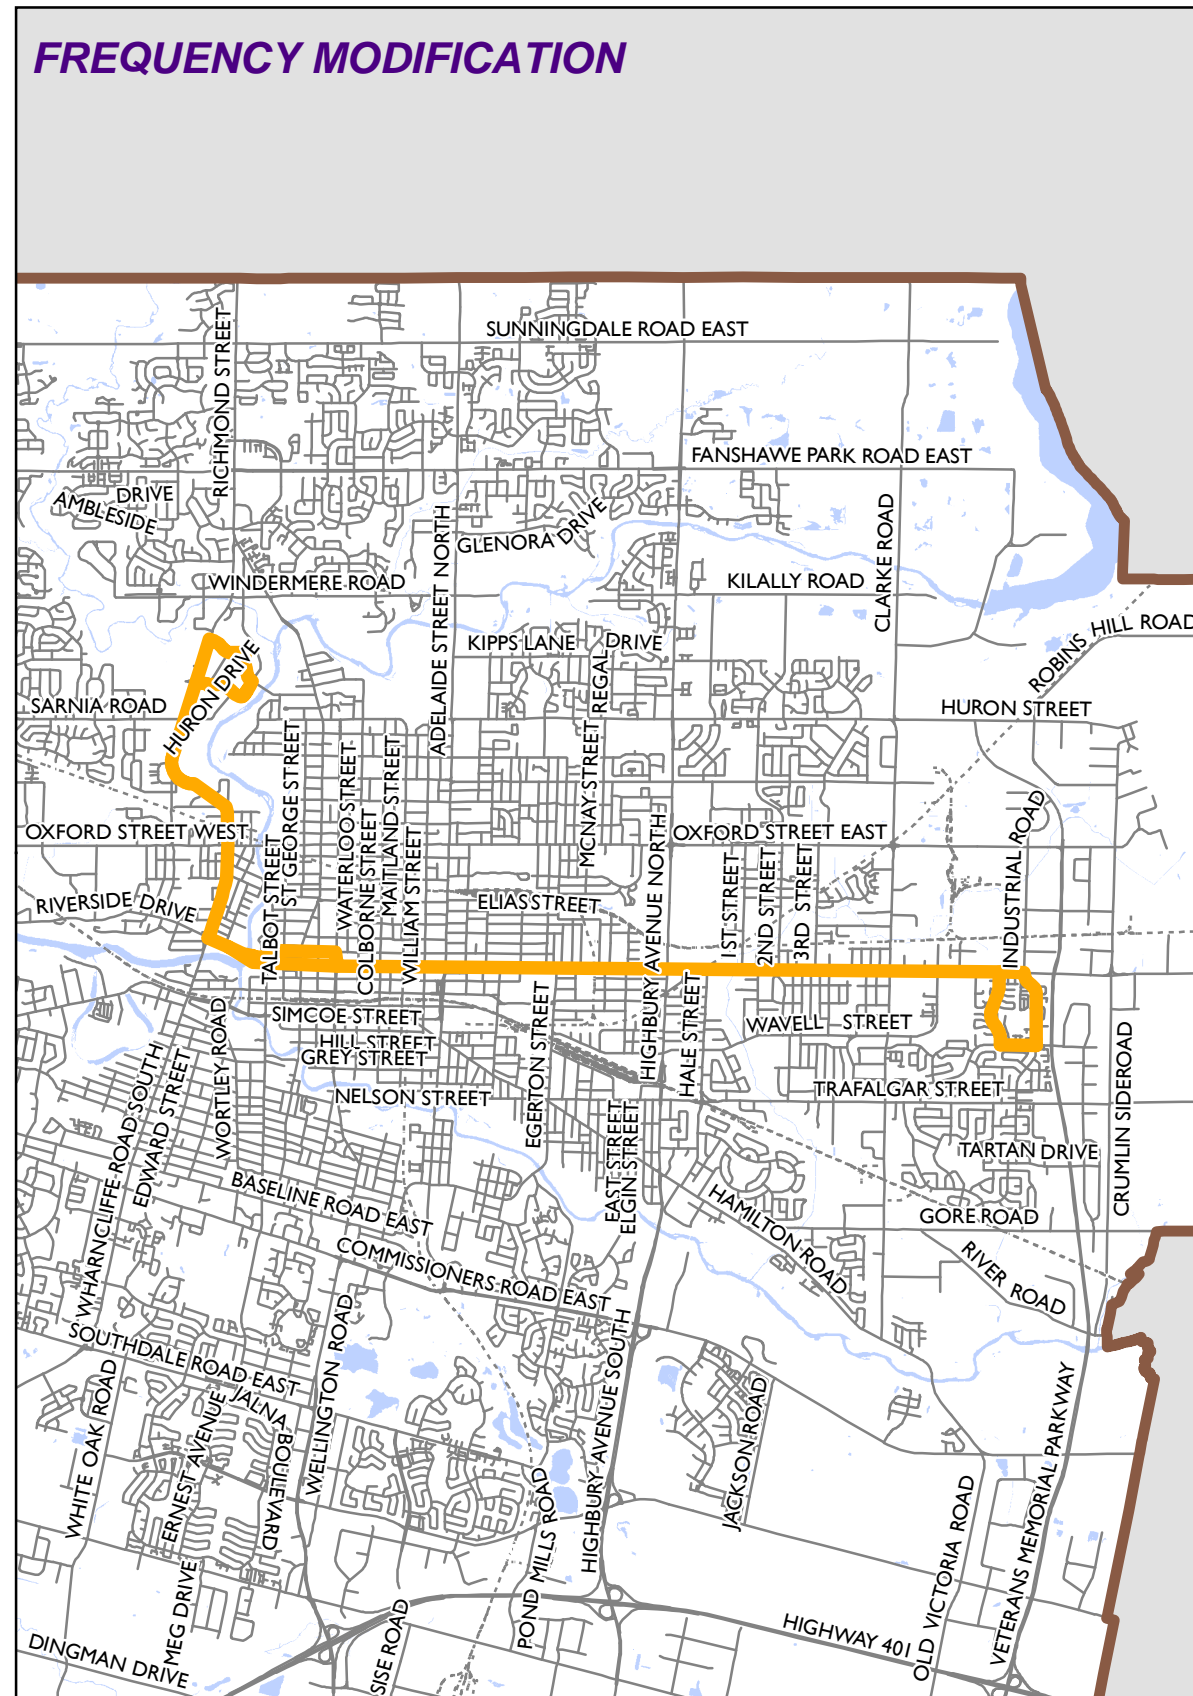 FREQUENCY MODIFICATION
SUNNINGDALE ROAD EAST
RICHMOND STREET
FANSHAWE PARK ROAD EAST
DRIVE
AMBLESIDE
GLENORA DRIVE
ADELAIDE STREET NORTH
CLARKE ROAD
WINDERMERE ROAD
KILALLY ROAD
ROBINS HILL ROAD
KIPPS LANE
REGAL DRIVE
HURON DRIVE
SARNIA ROAD
HURON STREET
ST GEORGE STREET
WATERLOO STREET
COLBORNE STREET
MAITLAND STREET
WILLIAM STREET
MCNAY STREET
HIGHBURY AVENUE NORTH
OXFORD STREET WEST
OXFORD STREET EAST
INDUSTRIAL ROAD
TALBOT STREET
1ST STREET
2ND STREET
3RD STREET
RIVERSIDE DRIVE
ELIAS STREET
SIMCOE STREET
HILL STREET
GREY STREET
NELSON STREET
WORTLEY ROAD
EGERTON STREET
HALE STREET
WAVELL STREET
TRAFALGAR STREET
CRUMLIN SIDEROAD
WHARNCLIFFE ROAD SOUTH
EDWARD STREET
EAST STREET
ELGIN STREET
TARTAN DRIVE
BASELINE ROAD EAST
HAMILTON ROAD
GORE ROAD
RIVER ROAD
COMMISSIONERS ROAD EAST
SOUTHDALE ROAD EAST
WELLINGTON ROAD
HIGHBURY AVENUE SOUTH
JACKSON ROAD
WHITE OAK ROAD
ERNEST AVENUE
JALNA BOULEVARD
POND MILLS ROAD
OLD VICTORIA ROAD
VETERANS MEMORIAL PARKWAY
MEG DRIVE
DINGMAN DRIVE
SISE ROAD
HIGHWAY 401